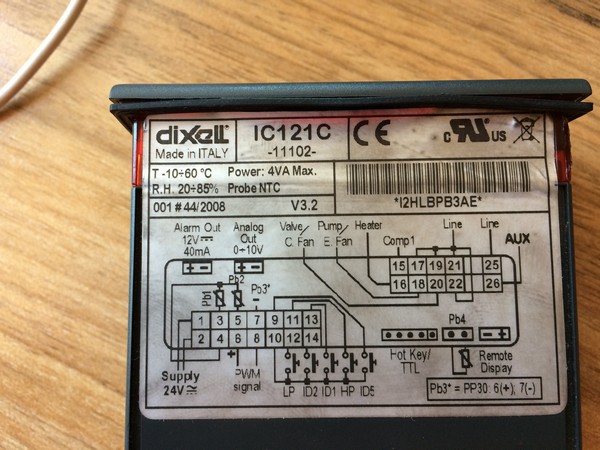 dixell
Made in ITALY
IC121C
-11102-
CE
c RU US
T -10÷60 °C Power: 4VA Max.
R.H. 20÷85% Probe NTC
001 # 44/2008 V3.2
*I2HLBPB3AE*
Alarm Out
12V
40mA
+ -
Analog
Out
0÷10V
+ -
Valve/
C. Fan
Pump/
E. Fan
Heater
Comp1
Line
Line
AUX
15 17 19 21 25
16 18 20 22 26
Pb1
Pb2
Pb3*
1 3 5 7 9 11 13
2 4 6 8 10 12 14
Supply
24V
+ -
PWM
signal
LP ID2 ID1 HP ID5
Hot Key/
TTL
Pb4
- +
Remote
Display
Pb3* = PP30: 6(+), 7(-)